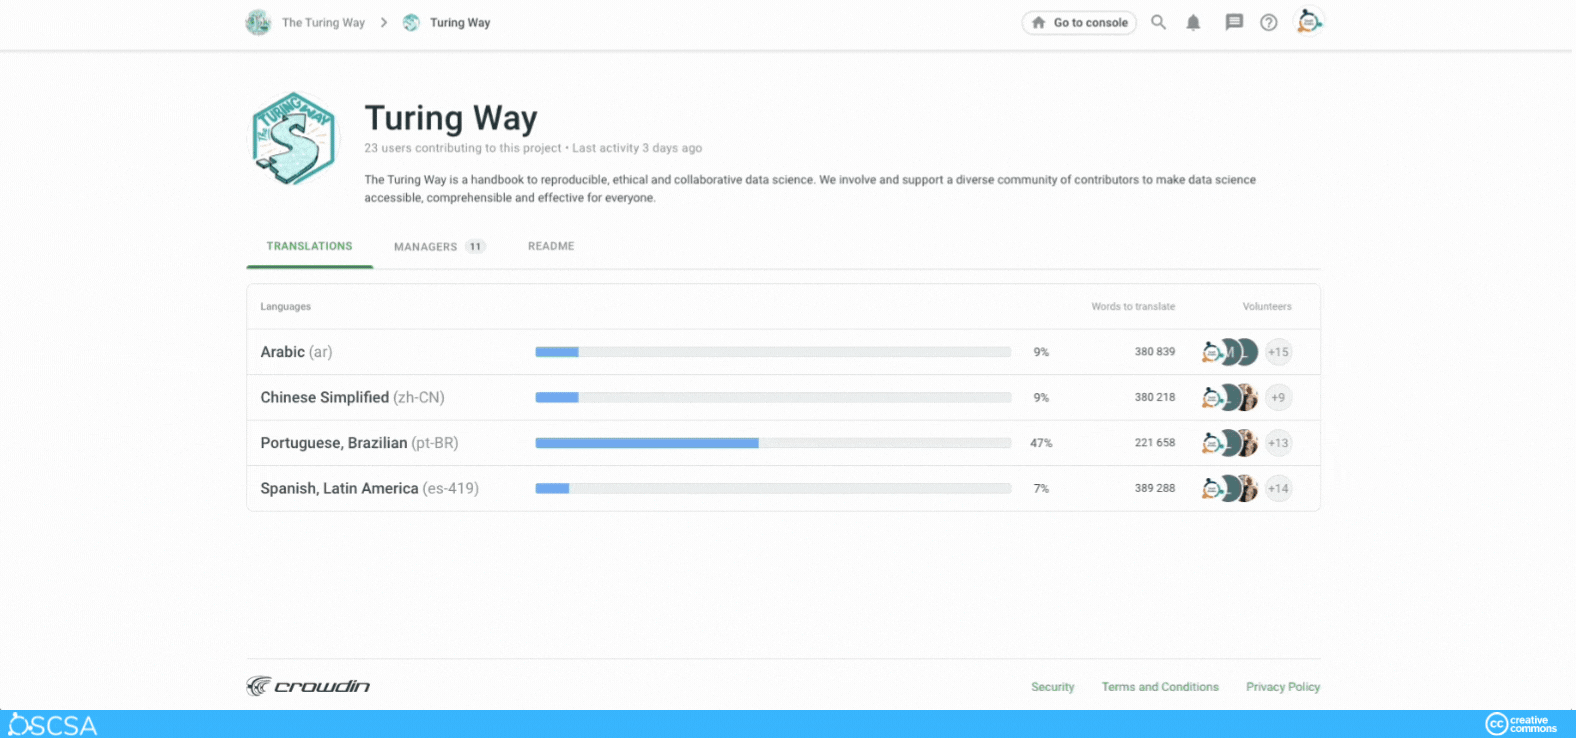 The Turing Way > Turing Way
Go to console
The TURING WAY
Turing Way
23 users contributing to this project • Last activity 3 days ago
The Turing Way is a handbook to reproducible, ethical and collaborative data science. We involve and support a diverse community of contributors to make data science
accessible, comprehensible and effective for everyone.
TRANSLATIONS MANAGERS 11 README
Languages Words to translate Volunteers
Arabic (ar) 9% 380 839 +15
Chinese Simplified (zh-CN) 9% 380 218 +9
Portuguese, Brazilian (pt-BR) 47% 221 658 +13
Spanish, Latin America (es-419) 7% 389 288 +14
crowdin Security Terms and Conditions Privacy Policy
OSCSA
cc creative
commons